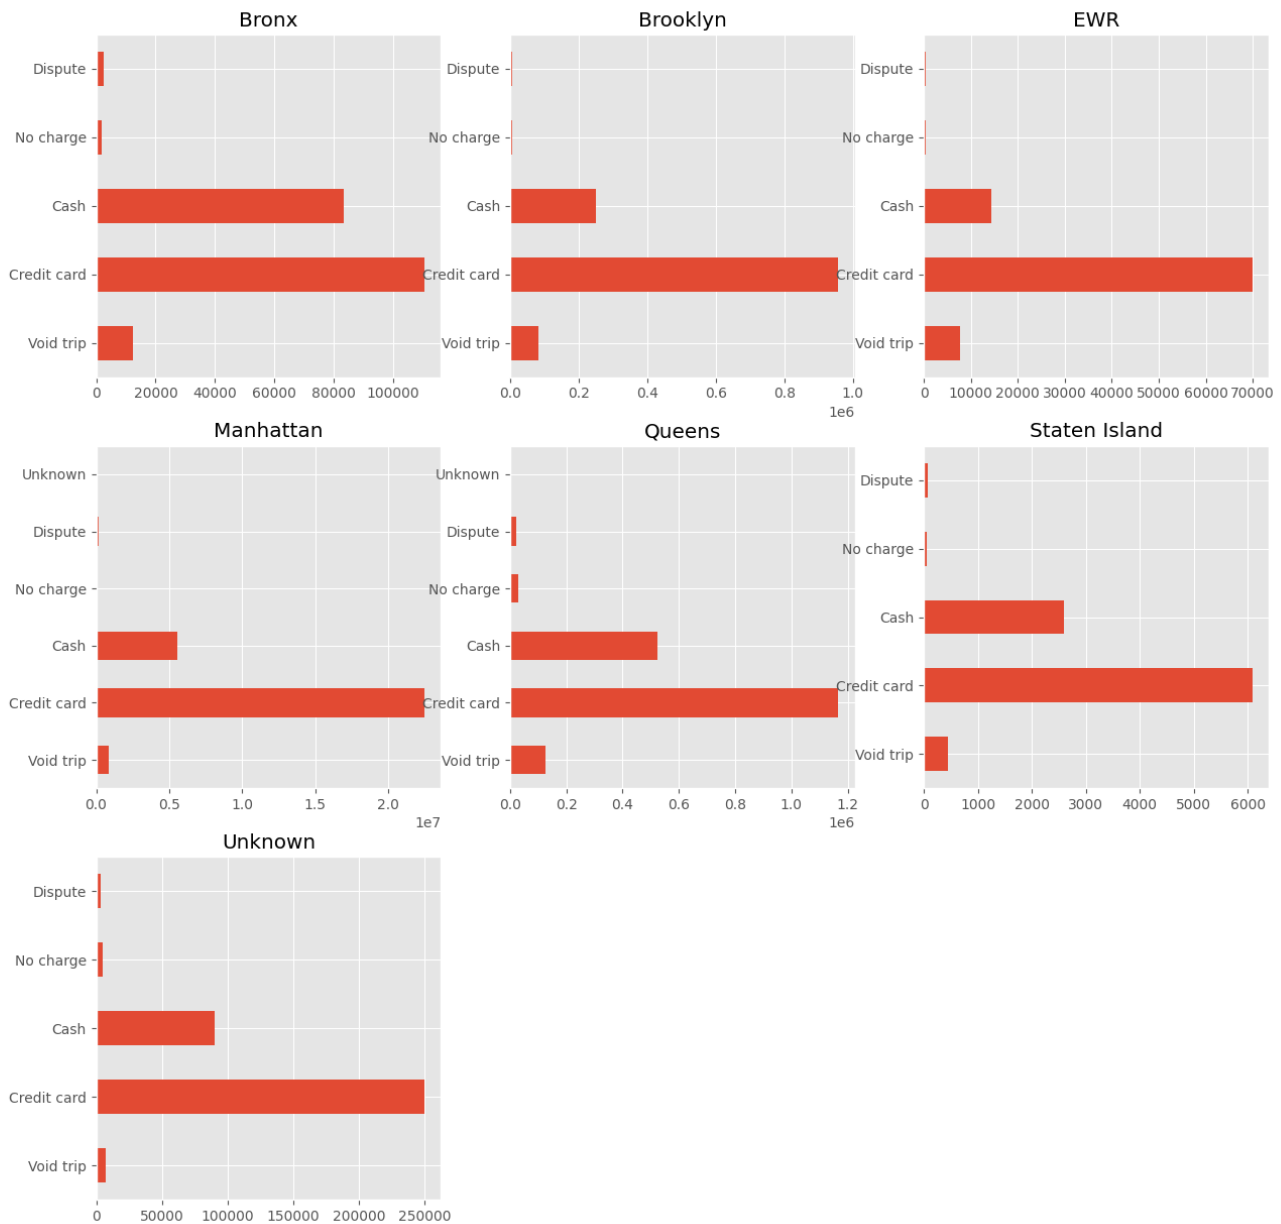 Bronx
Dispute
No charge
Cash
Credit card
Void trip
0 20000 40000 60000 80000 100000
Brooklyn
Dispute
No charge
Cash
Credit card
Void trip
0.0 0.2 0.4 0.6 0.8 1.0
1e6
EWR
Dispute
No charge
Cash
Credit card
Void trip
0 10000 20000 30000 40000 50000 60000 70000
Manhattan
Unknown
Dispute
No charge
Cash
Credit card
Void trip
0.0 0.5 1.0 1.5 2.0
1e7
Queens
Unknown
Dispute
No charge
Cash
Credit card
Void trip
0.0 0.2 0.4 0.6 0.8 1.0 1.2
1e6
Staten Island
Dispute
No charge
Cash
Credit card
Void trip
0 1000 2000 3000 4000 5000 6000
Unknown
Dispute
No charge
Cash
Credit card
Void trip
0 50000 100000 150000 200000 250000